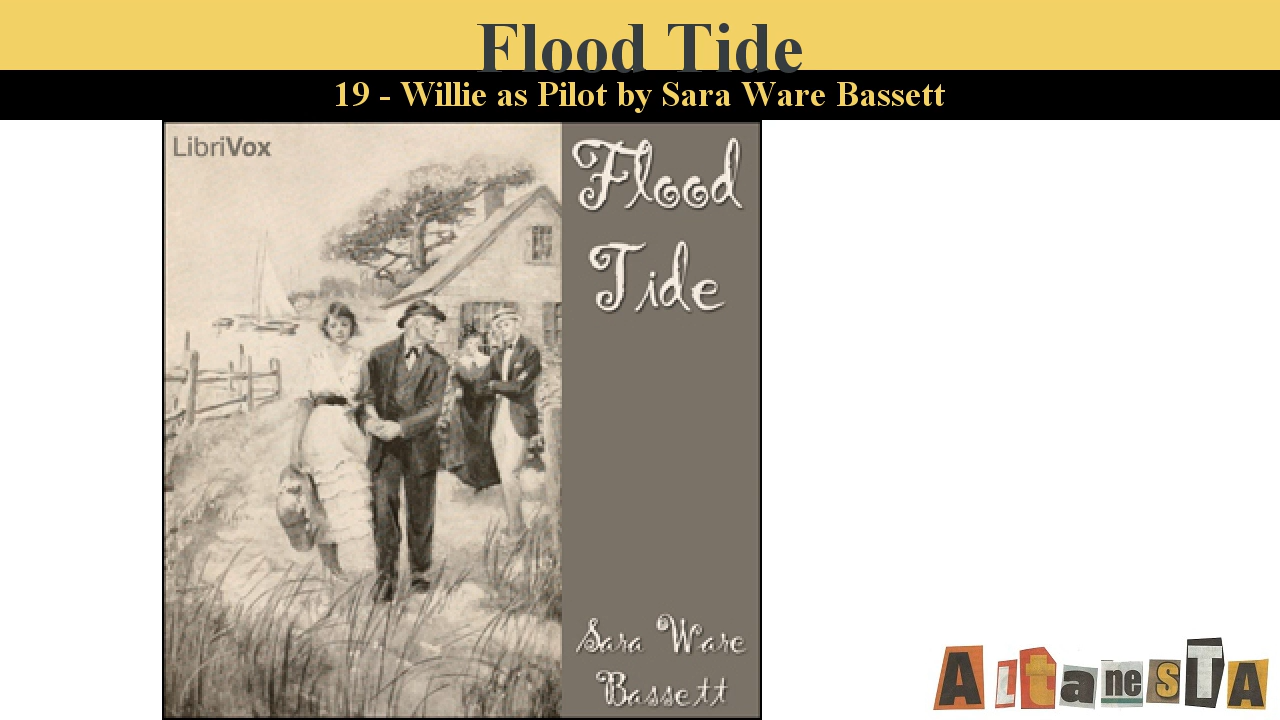 Flood Tide
19 - Willie as Pilot by Sara Ware Bassett
LibriVox
Flood
Tide
Sara Ware
Bassett
AltanesTA